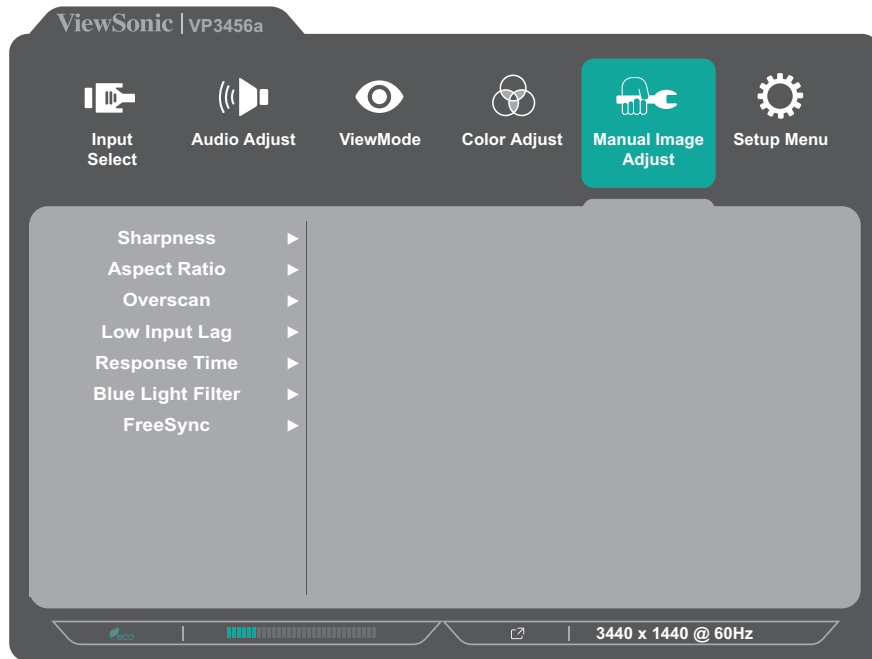 ViewSonic | VP3456a
Input
Select
Audio Adjust
ViewMode
Color Adjust
Manual Image
Adjust
Setup Menu
Sharpness
Aspect Ratio
Overscan
Low Input Lag
Response Time
Blue Light Filter
FreeSync
eco
3440 x 1440 @ 60Hz